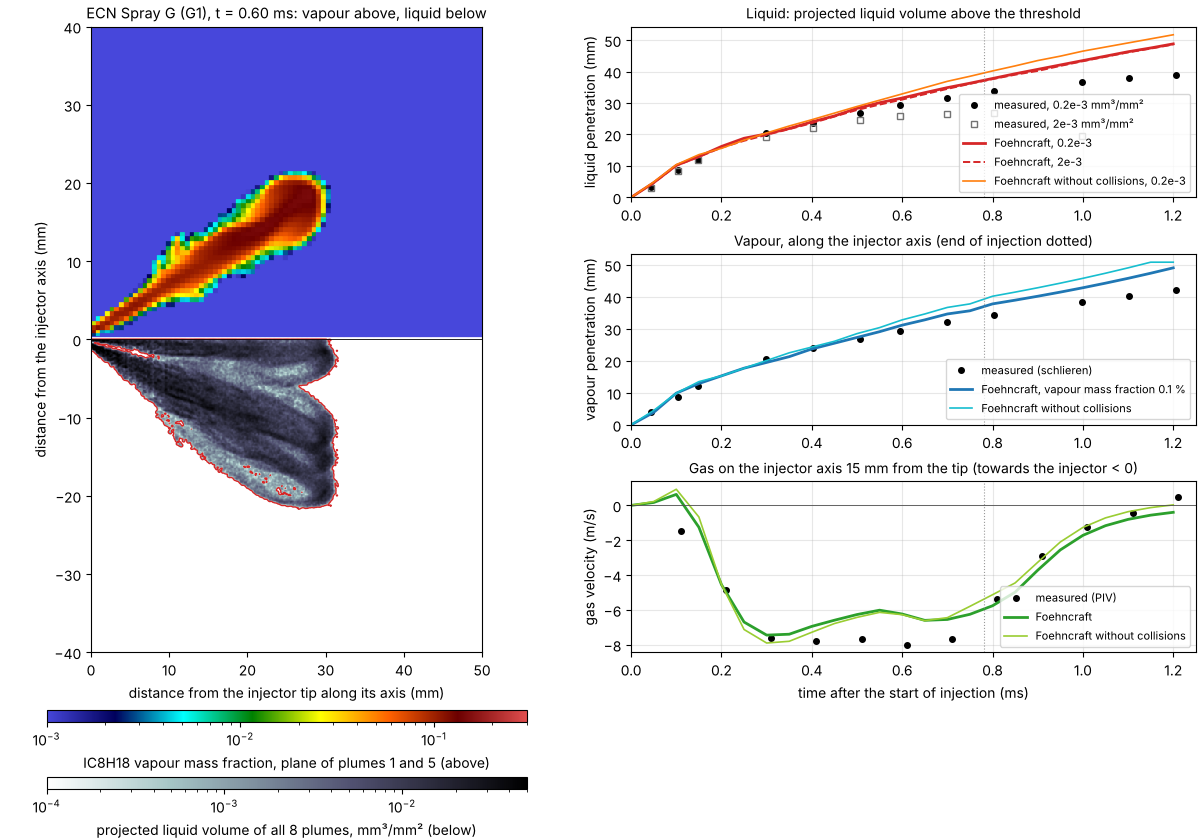 ECN Spray G (G1), t = 0.60 ms: vapour above, liquid below
40
30
20
10
0
−10
−20
−30
−40
distance from the injector axis (mm)
0 10 20 30 40 50
distance from the injector tip along its axis (mm)
10⁻³ 10⁻² 10⁻¹
IC8H18 vapour mass fraction, plane of plumes 1 and 5 (above)
10⁻⁴ 10⁻³ 10⁻²
projected liquid volume of all 8 plumes, mm³/mm² (below)
Liquid: projected liquid volume above the threshold
50
40
30
20
10
0
liquid penetration (mm)
measured, 0.2e-3 mm³/mm²
measured, 2e-3 mm³/mm²
Foehncraft, 0.2e-3
Foehncraft, 2e-3
Foehncraft without collisions, 0.2e-3
0.0 0.2 0.4 0.6 0.8 1.0 1.2
Vapour, along the injector axis (end of injection dotted)
50
40
30
20
10
0
vapour penetration (mm)
measured (schlieren)
Foehncraft, vapour mass fraction 0.1 %
Foehncraft without collisions
0.0 0.2 0.4 0.6 0.8 1.0 1.2
Gas on the injector axis 15 mm from the tip (towards the injector < 0)
0
−2
−4
−6
−8
gas velocity (m/s)
measured (PIV)
Foehncraft
Foehncraft without collisions
0.0 0.2 0.4 0.6 0.8 1.0 1.2
time after the start of injection (ms)